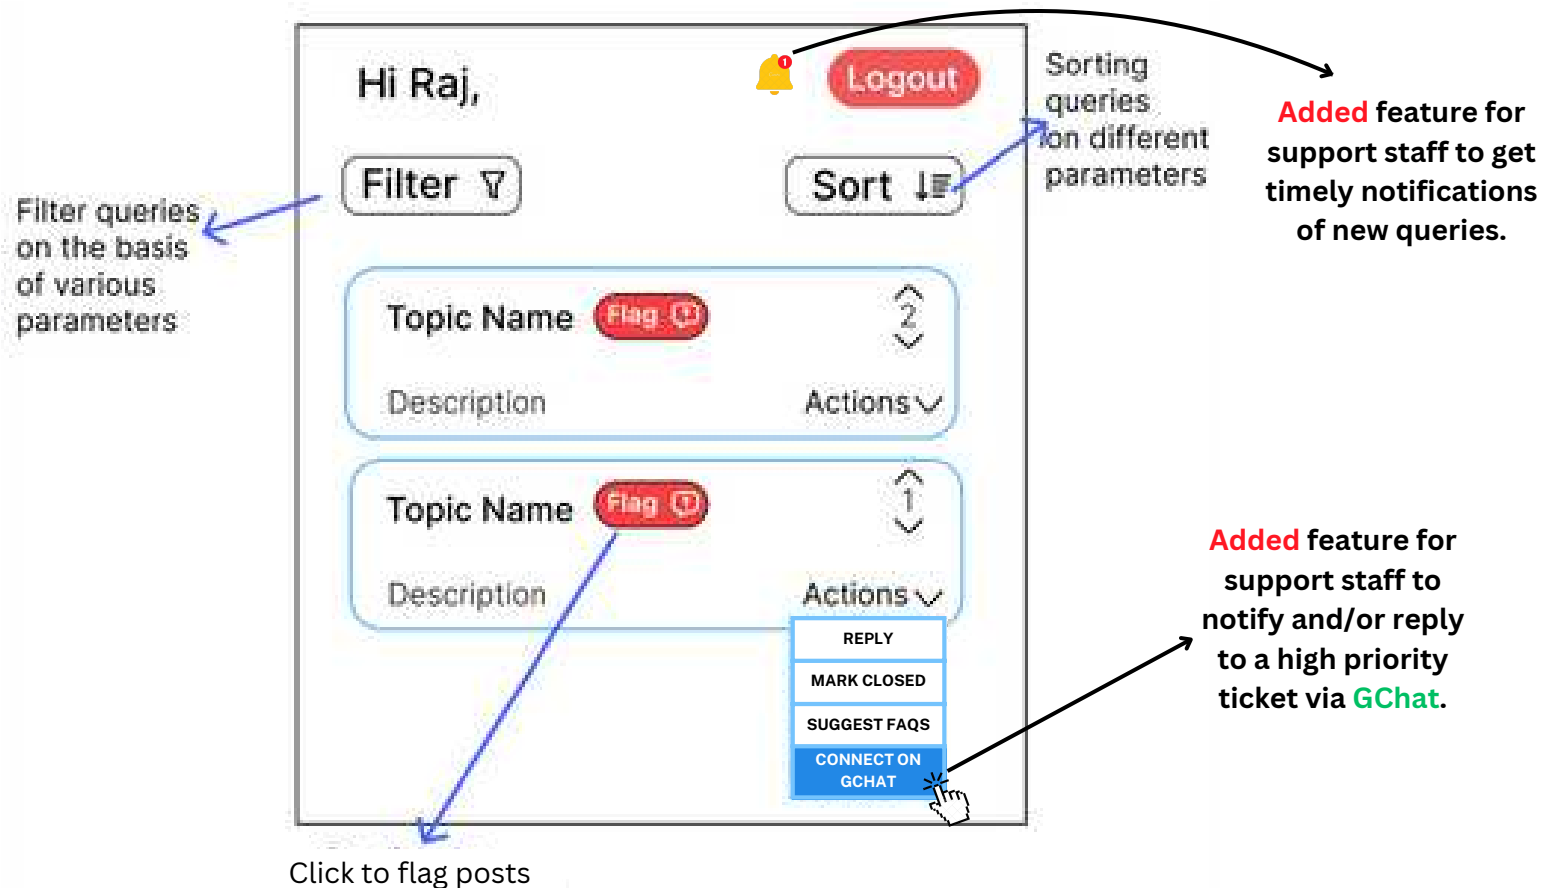 Hi Raj,
1
Logout
Filter
Sort
Sorting
queries
on different
parameters
Added feature for
support staff to get
timely notifications
of new queries.
Filter queries
on the basis
of various
parameters
Topic Name
Flag
2
Description
Actions
Topic Name
Flag
1
Description
Actions
REPLY
MARK CLOSED
SUGGEST FAQS
CONNECT ON
GCHAT
Added feature for
support staff to
notify and/or reply
to a high priority
ticket via GChat.
Click to flag posts